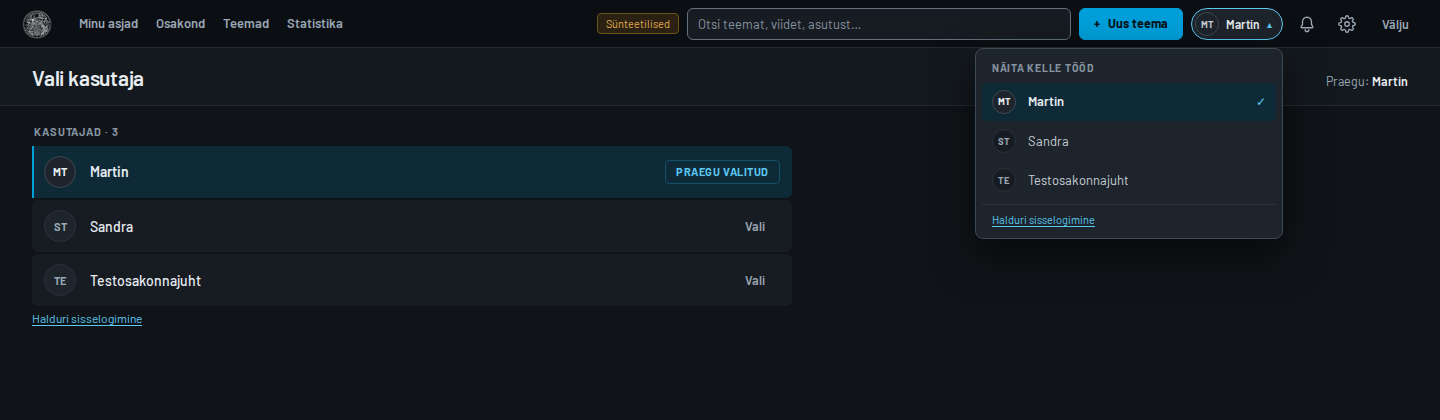 Minu asjad Osakond Teemad Statistika Sünteetilised Otsi teemat, viidet, asutust... + Uus teema MT Martin ▲ Välju
Vali kasutaja
Praegu: Martin
NÄITA KELLE TÖÖD
MT Martin ✓
ST Sandra
TE Testosakonnajuht
Halduri sisselogimine
KASUTAJAD · 3
MT Martin PRAEGU VALITUD
ST Sandra Vali
TE Testosakonnajuht Vali
Halduri sisselogimine